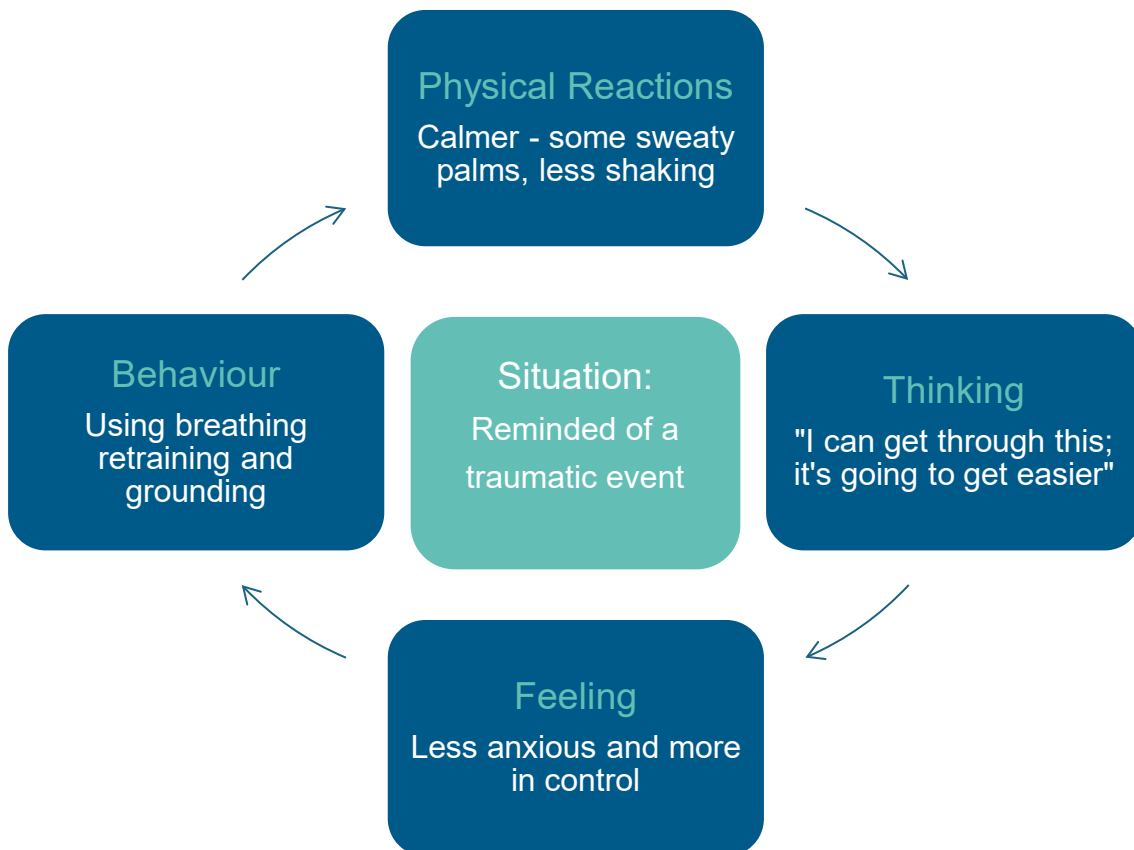 Physical Reactions
Calmer - some sweaty
palms, less shaking
Behaviour
Using breathing
retraining and
grounding
Situation:
Reminded of a
traumatic event
Thinking
"I can get through this;
it's going to get easier"
Feeling
Less anxious and more
in control